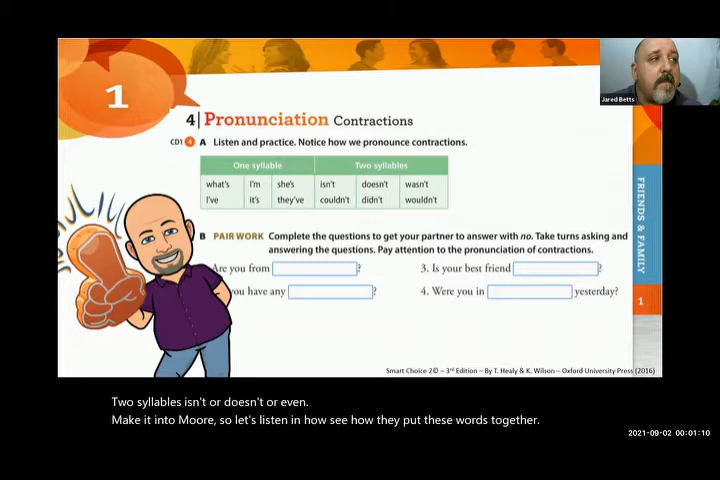 1
4 Pronunciation Contractions
CD1 4 A Listen and practice. Notice how we pronounce contractions.
One syllable Two syllables
what's I'm she's isn't doesn't wasn't
I've it's they've couldn't didn't wouldn't
B PAIR WORK Complete the questions to get your partner to answer with no. Take turns asking and
answering the questions. Pay attention to the pronunciation of contractions.
Are you from ? 3. Is your best friend ?
you have any ? 4. Were you in yesterday?
FRIENDS & FAMILY
1
Jared Betts
Smart Choice 2© – 3rd Edition – By T. Healy & K. Wilson – Oxford University Press (2016)
Two syllables isn't or doesn't or even.
Make it into Moore, so let's listen in how see how they put these words together.
2021-09-02 00:01:10